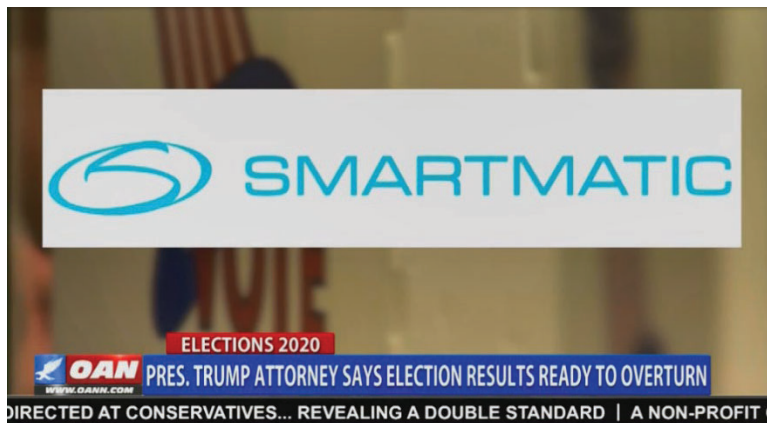 SMARTMATIC
VOTE
ELECTIONS 2020
OAN
WWW.OANN.COM
PRES. TRUMP ATTORNEY SAYS ELECTION RESULTS READY TO OVERTURN
DIRECTED AT CONSERVATIVES... REVEALING A DOUBLE STANDARD | A NON-PROFIT